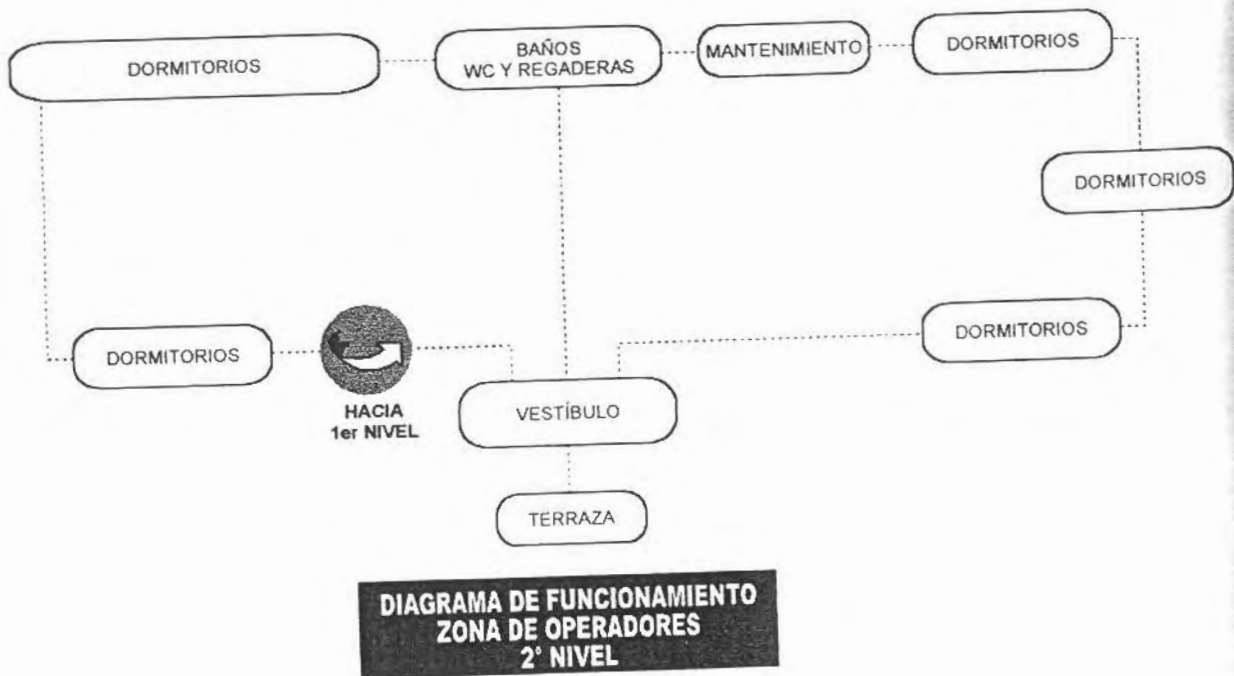 DORMITORIOS
BAÑOS
WC Y REGADERAS
MANTENIMIENTO
DORMITORIOS
DORMITORIOS
DORMITORIOS
DORMITORIOS
HACIA
1er NIVEL
VESTÍBULO
TERRAZA
DIAGRAMA DE FUNCIONAMIENTO
ZONA DE OPERADORES
2° NIVEL